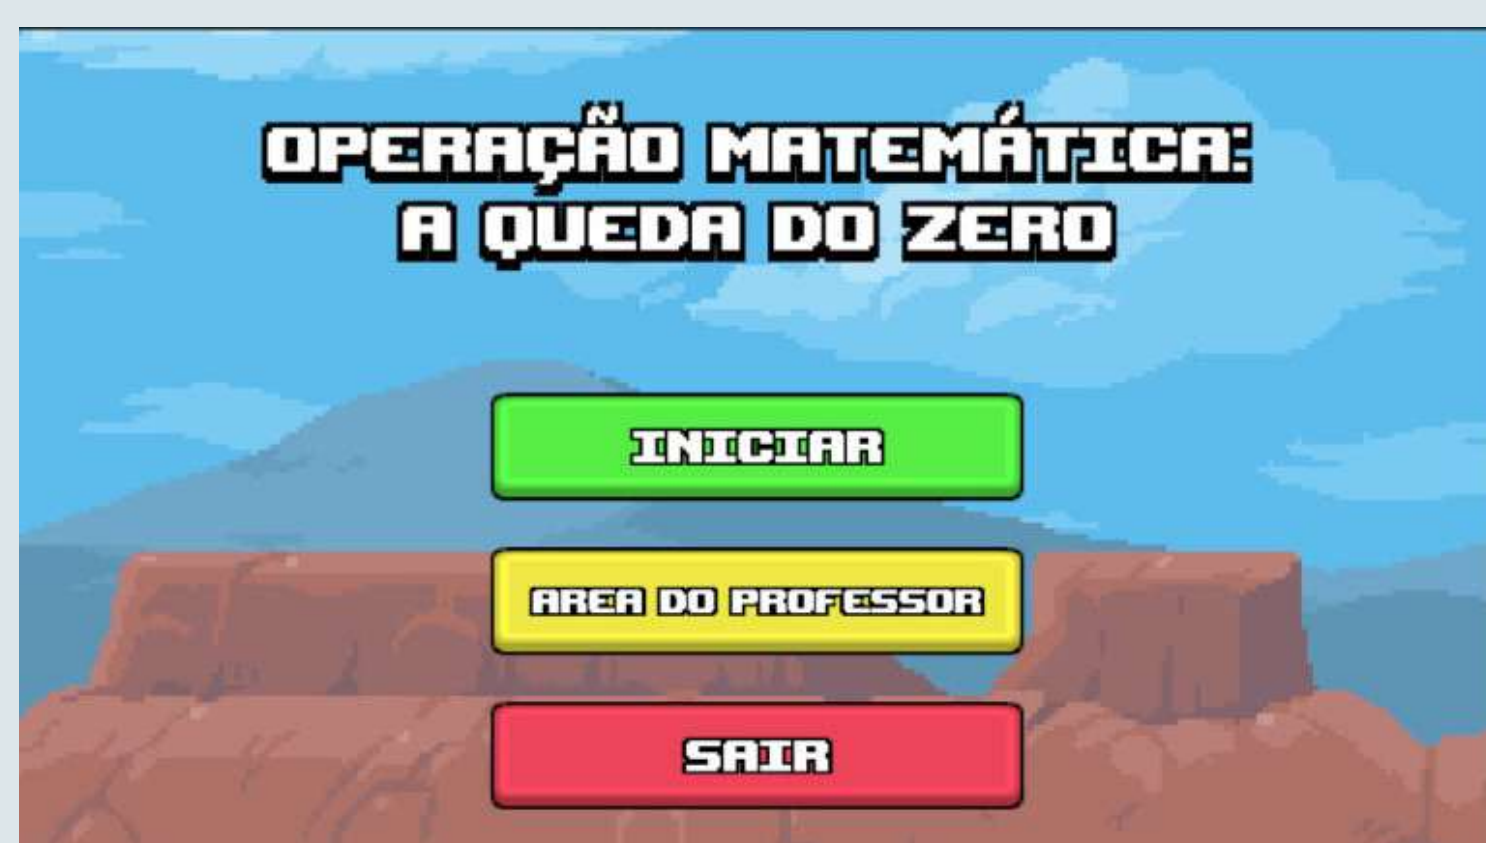 OPERAÇÃO MATEMÁTICA:
A QUEDA DO ZERO
INICIAR
AREA DO PROFESSOR
SAIR